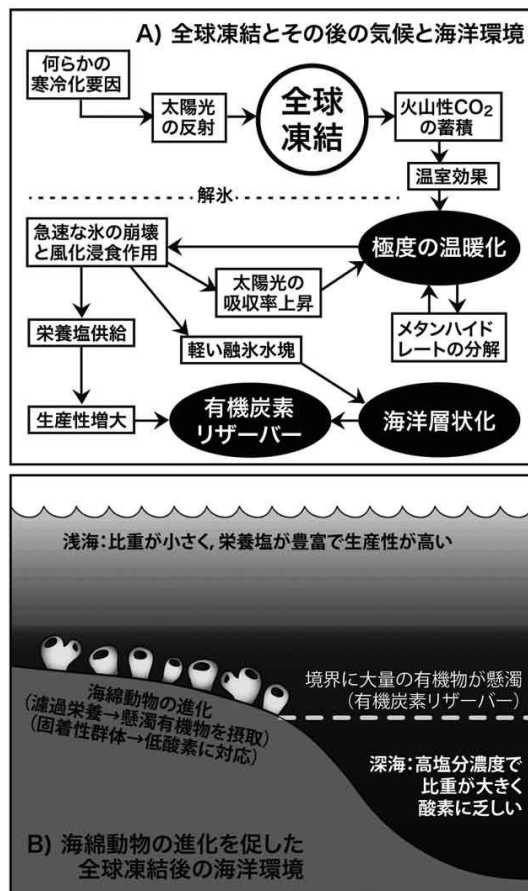 A) 全球凍結とその後の気候と海洋環境
何らかの
寒冷化要因
太陽光
の反射
全球
凍結
火山性CO₂
の蓄積
温室効果
解氷
急速な氷の崩壊
と風化浸食作用
極度の温暖化
太陽光の
吸収率上昇
メタンハイド
レートの分解
栄養塩供給
軽い融氷水塊
生産性増大
有機炭素
リザーバー
海洋層状化
浅海：比重が小さく，栄養塩が豊富で生産性が高い
境界に大量の有機物が懸濁
（有機炭素リザーバー）
海綿動物の進化
（濾過栄養→懸濁有機物を摂取）
（固着性群体→低酸素に対応）
深海：高塩分濃度で
比重が大きく
酸素に乏しい
B) 海綿動物の進化を促した
全球凍結後の海洋環境